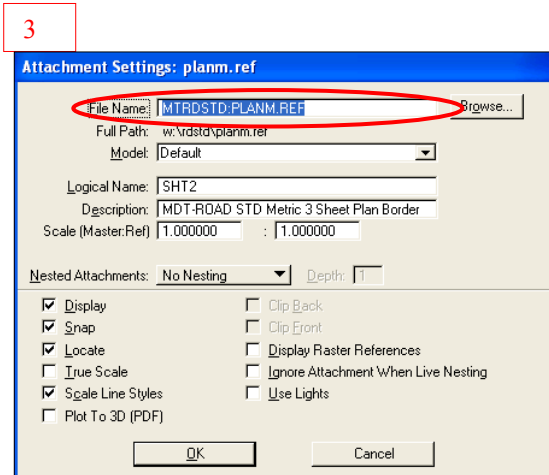 3
Attachment Settings: planm.ref
File Name: MTRDSTD:PLANM.REF Browse...
Full Path: w:\rdstd\planm.ref
Model: Default
Logical Name: SHT2
Description: MDT-ROAD STD Metric 3 Sheet Plan Border
Scale (Master:Ref) 1.000000 : 1.000000
Nested Attachments: No Nesting Depth: 1
Display Clip Back
Snap Clip Front
Locate Display Raster References
True Scale Ignore Attachment When Live Nesting
Scale Line Styles Use Lights
Plot To 3D (PDF)
OK Cancel